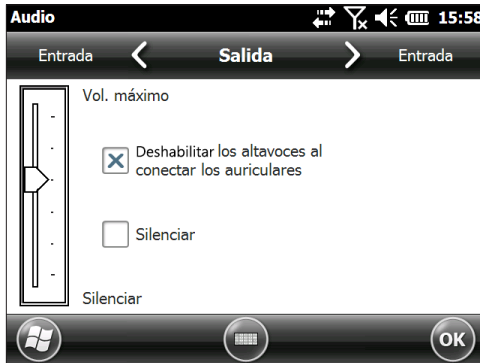 Audio 15:58
Entrada Salida Entrada
Vol. máximo
Deshabilitar los altavoces al
conectar los auriculares
Silenciar
Silenciar
OK